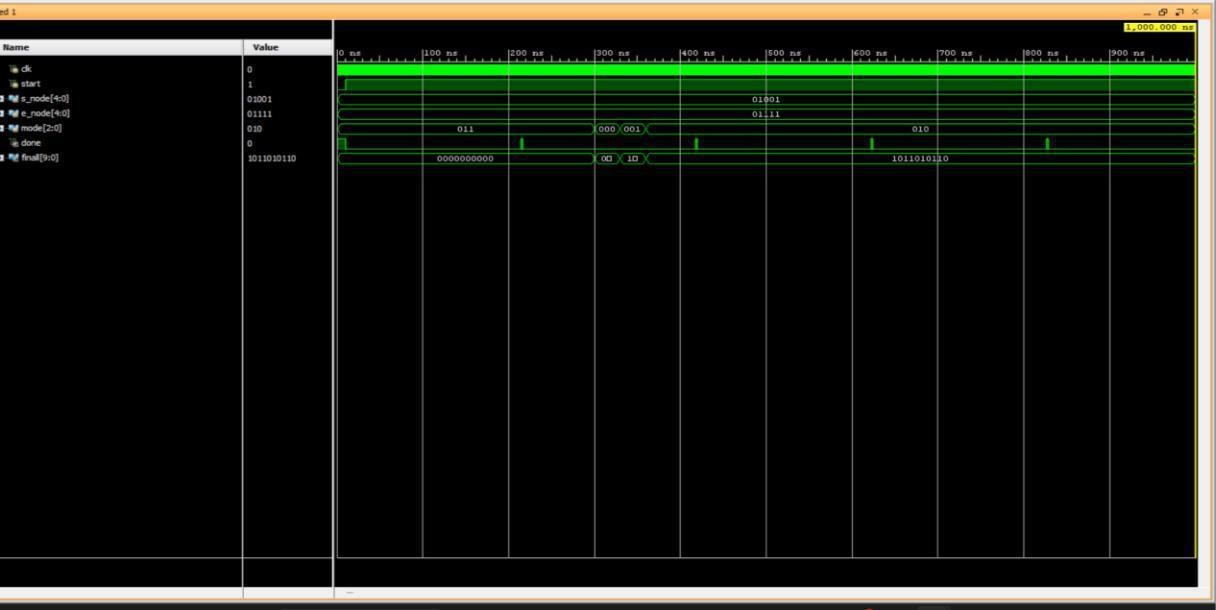 ed 1
1,000.000 ns
Name Value
0 ns 100 ns 200 ns 300 ns 400 ns 500 ns 600 ns 700 ns 800 ns 900 ns
clk 0
start 1
s_node[4:0] 01001 01001
e_node[4:0] 01111 01111
mode[2:0] 010 011 000 001 010
done 0
finall[9:0] 1011010110 0000000000 00 10 1011010110